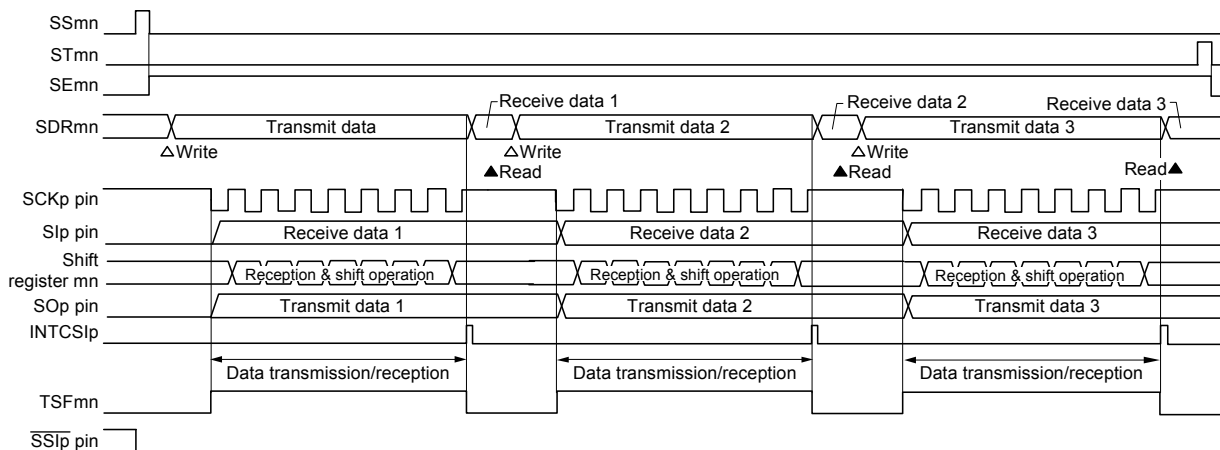 SSmn
STmn
SEmn
Receive data 1
Receive data 2
Receive data 3
SDRmn
Transmit data
Transmit data 2
Transmit data 3
△Write
△Write
△Write
▲Read
▲Read
Read▲
SCKp pin
SIp pin
Receive data 1
Receive data 2
Receive data 3
Shift
register mn
Reception & shift operation
Reception & shift operation
Reception & shift operation
SOp pin
Transmit data 1
Transmit data 2
Transmit data 3
INTCSIp
Data transmission/reception
Data transmission/reception
Data transmission/reception
TSFmn
SSIp pin